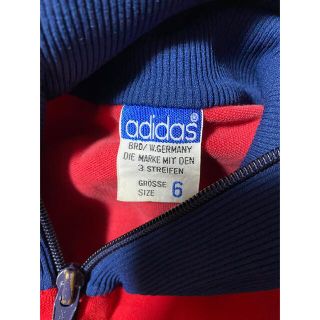 adidas®
BRD/W.GERMANY
DIE MARKE MIT DEN
3 STREIFEN
GRÖSSE
SIZE 6